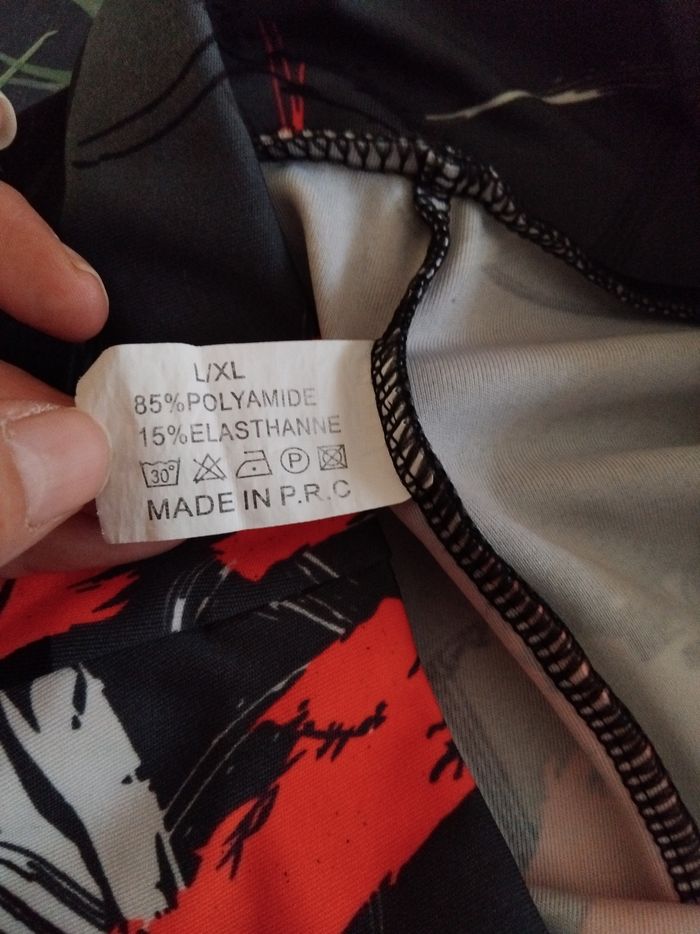 L/XL
85%POLYAMIDE
15%ELASTHANNE
30° P
MADE IN P.R.C